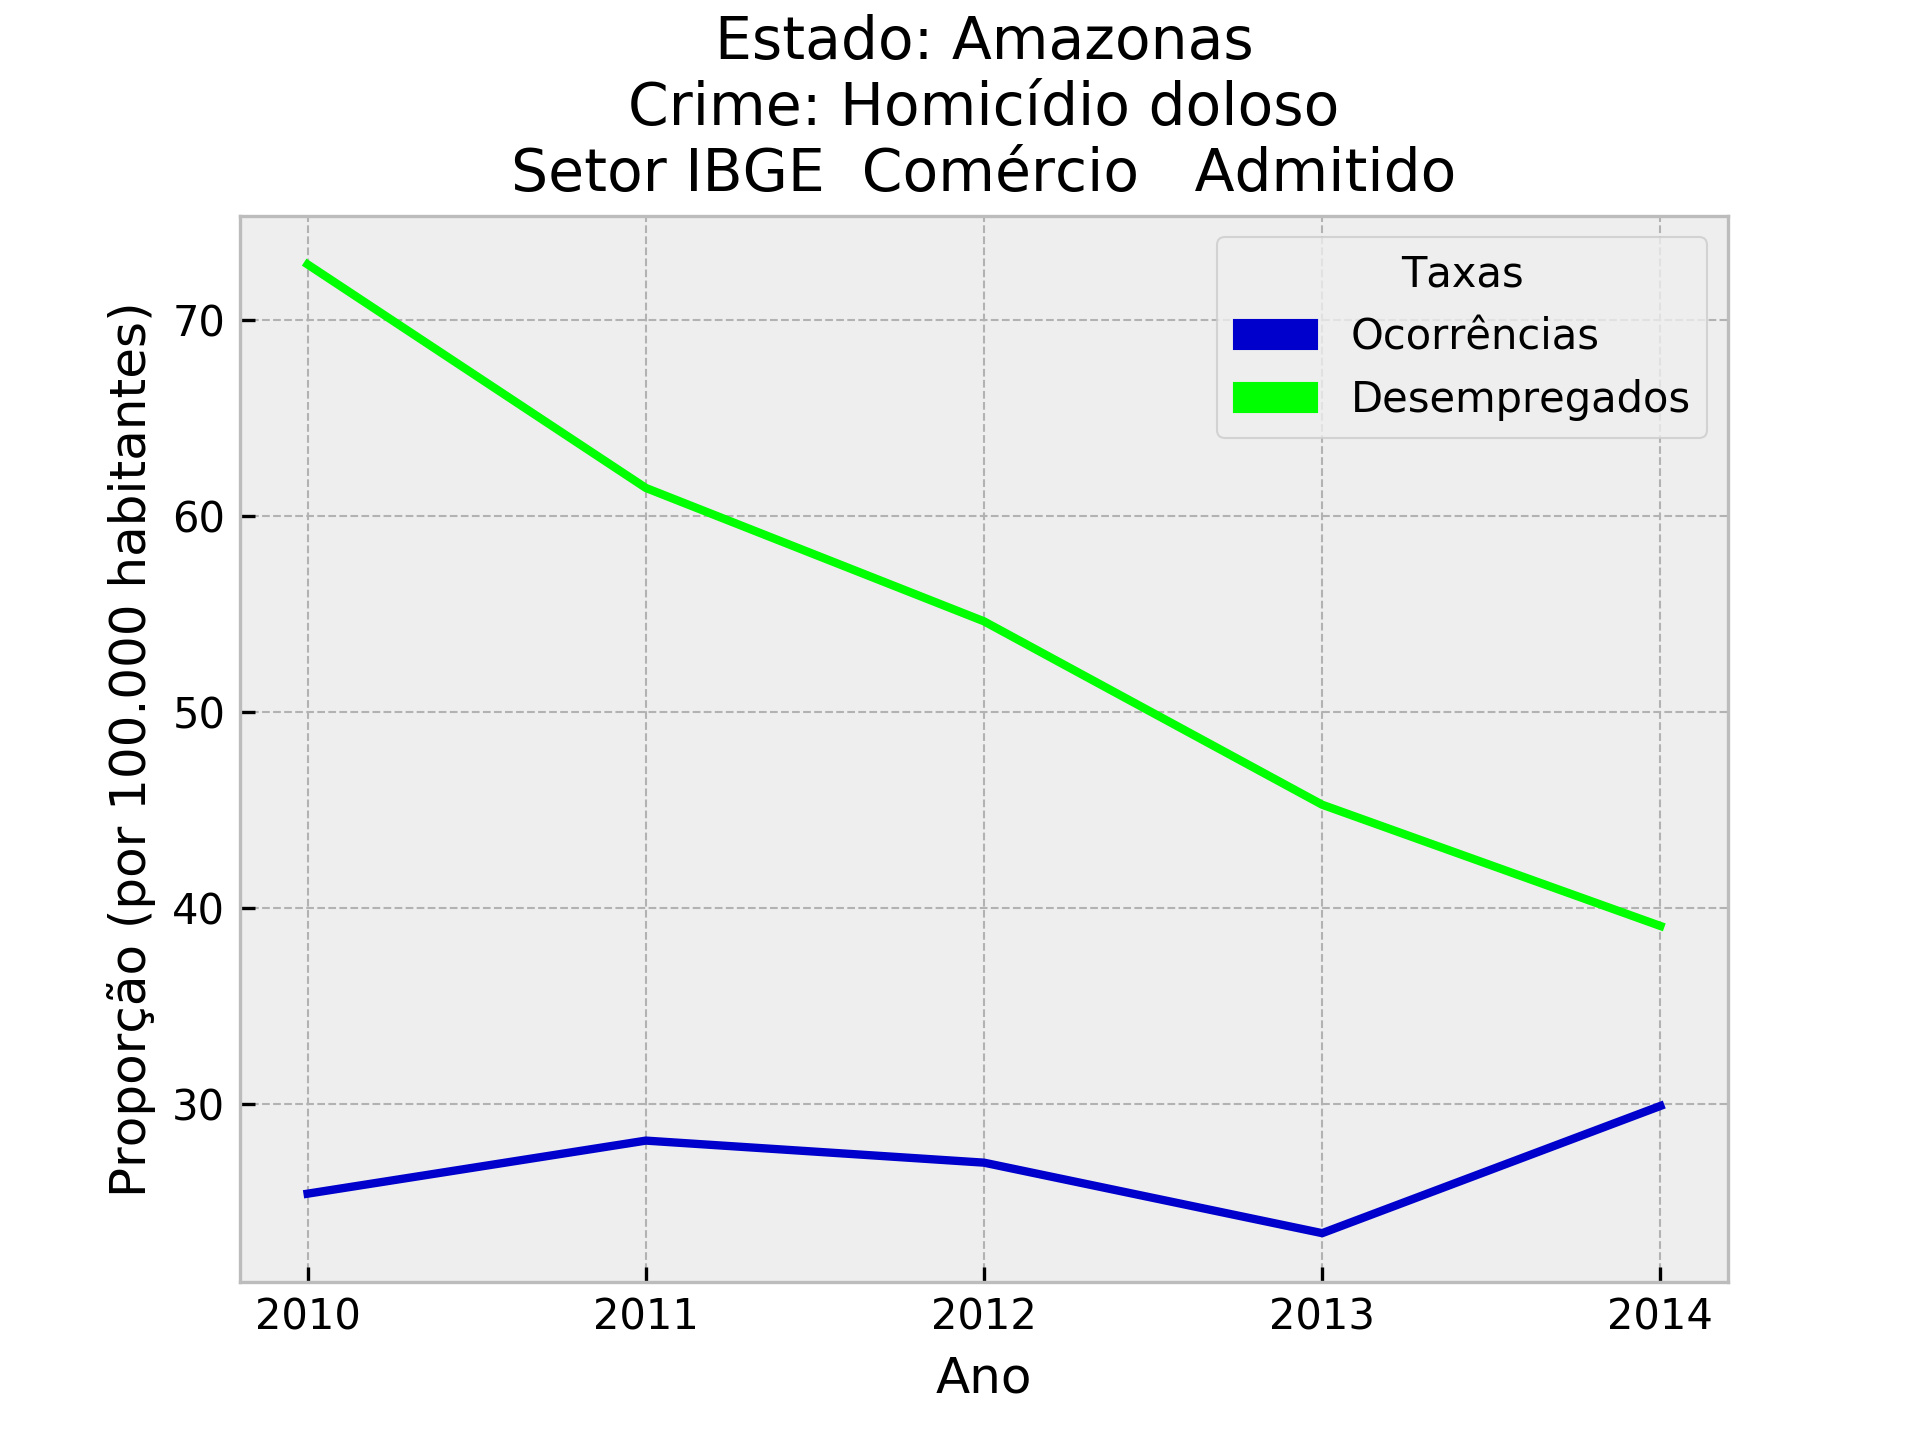 Estado: Amazonas
Crime: Homicídio doloso
Setor IBGE  Comércio   Admitido
Proporção (por 100.000 habitantes)
70
60
50
40
30
Taxas
Ocorrências
Desempregados
2010
2011
2012
2013
2014
Ano